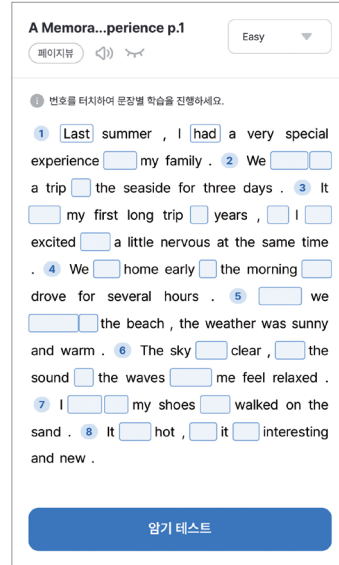 A Memora...perience p.1
Easy
페이지뷰
번호를 터치하여 문장별 학습을 진행하세요.
1 Last summer , I had a very special
experience my family . 2 We
a trip the seaside for three days . 3 It
my first long trip years , I
excited a little nervous at the same time
. 4 We home early the morning
drove for several hours . 5 we
the beach , the weather was sunny
and warm . 6 The sky clear , the
sound the waves me feel relaxed .
7 I my shoes walked on the
sand . 8 It hot , it interesting
and new .
암기 테스트